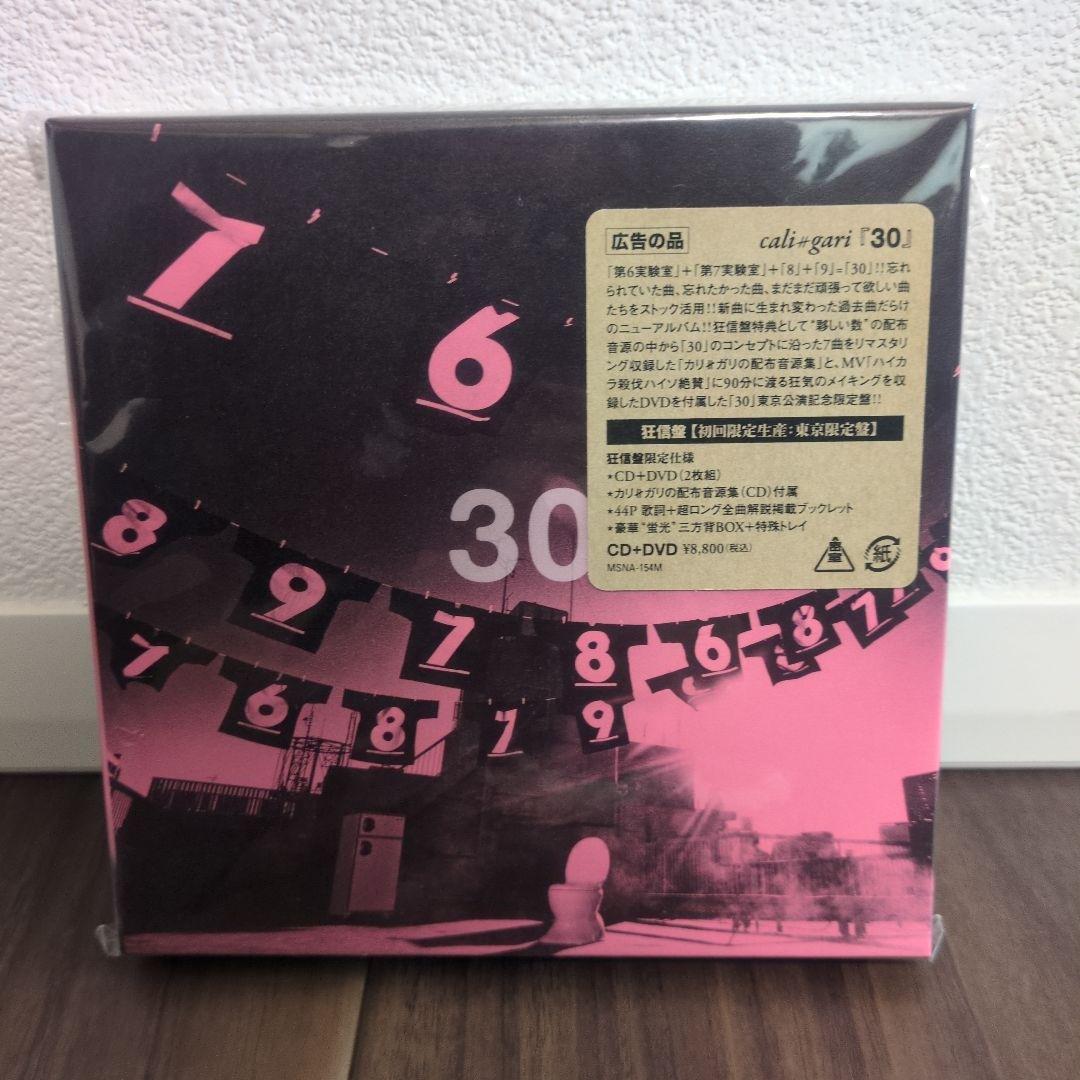 7
6
広告の品 cali≠gari『30』
「第6実験室」+「第7実験室」+「8」+「9」=「30」!!忘れ
られていた曲、忘れたかった曲、まだまだ頑張って欲しい曲
たちをストック活用!!新曲に生まれ変わった過去曲だらけ
のニューアルバム!!狂信盤特典として"夥しい数"の配布
音源の中から「30」のコンセプトに沿った7曲をリマスタリ
ング収録した「カリ≠ガリの配布音源集」と、MV「ハイカ
ラ殺伐ハイソ絶賛」に90分に渡る狂気のメイキングを収
録したDVDを付属した「30」東京公演記念限定盤!!
狂信盤【初回限定生産:東京限定盤】
狂信盤限定仕様
★CD+DVD(2枚組)
★カリ≠ガリの配布音源集(CD)付属
★44P 歌詞+超ロング全曲解説掲載ブックレット
★豪華"蛍光"三方背BOX+特殊トレイ
CD+DVD ¥8,800(税込)
MSNA-154M
密室
紙
30
8 9 7 8 6 8 7 9
7 6 8 7 9